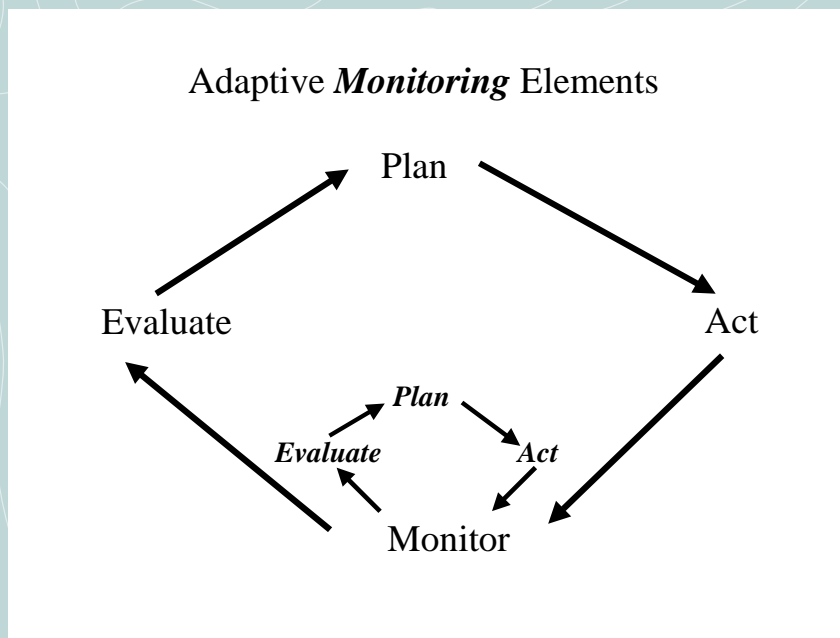 Adaptive Monitoring Elements
Plan
Evaluate
Act
Plan
Evaluate
Act
Monitor